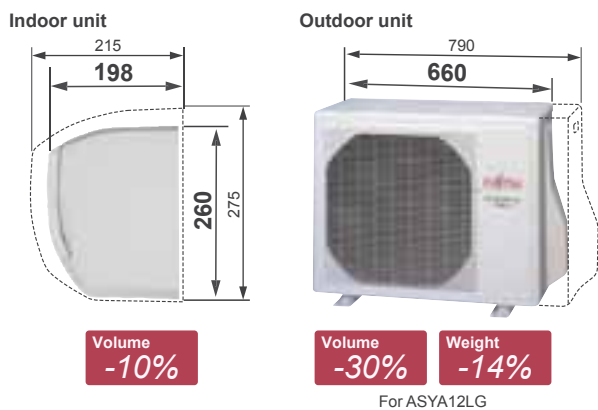 Indoor unit
215
198
260
275
Volume
-10%
Outdoor unit
790
660
FUJITSU
Volume
-30%
Weight
-14%
For ASYA12LG